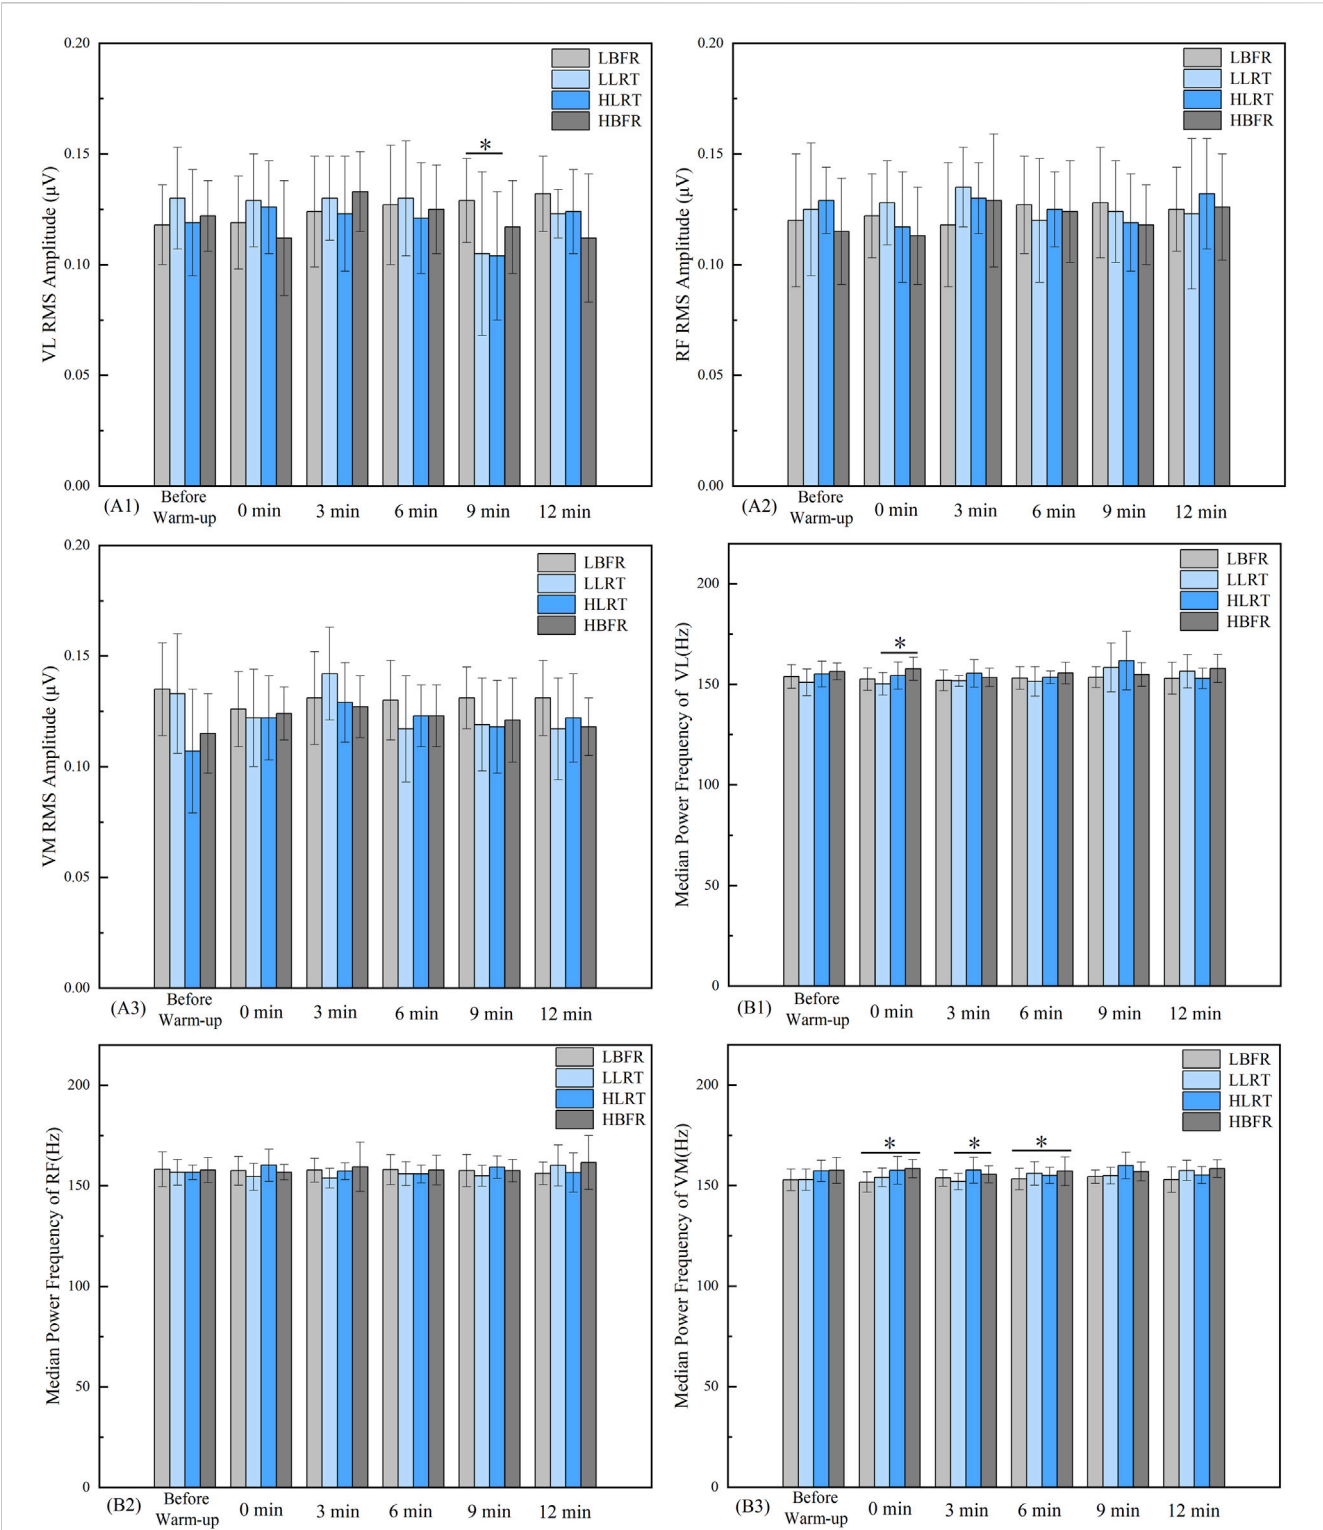 0.20
0.15
0.10
0.05
0.00
VL RMS Amplitude (μV)
LBFR
LLRT
HLRT
HBFR
*
(A1)
Before
Warm-up
0 min
3 min
6 min
9 min
12 min
0.20
0.15
0.10
0.05
0.00
RF RMS Amplitude (μV)
LBFR
LLRT
HLRT
HBFR
(A2)
Before
Warm-up
0 min
3 min
6 min
9 min
12 min
0.20
0.15
0.10
0.05
0.00
VM RMS Amplitude (μV)
LBFR
LLRT
HLRT
HBFR
(A3)
Before
Warm-up
0 min
3 min
6 min
9 min
12 min
200
150
100
50
0
Median Power Frequency of VL(Hz)
LBFR
LLRT
HLRT
HBFR
*
(B1)
Before
Warm-up
0 min
3 min
6 min
9 min
12 min
200
150
100
50
0
Median Power Frequency of RF(Hz)
LBFR
LLRT
HLRT
HBFR
(B2)
Before
Warm-up
0 min
3 min
6 min
9 min
12 min
200
150
100
50
0
Median Power Frequency of VM(Hz)
LBFR
LLRT
HLRT
HBFR
* * *
(B3)
Before
Warm-up
0 min
3 min
6 min
9 min
12 min